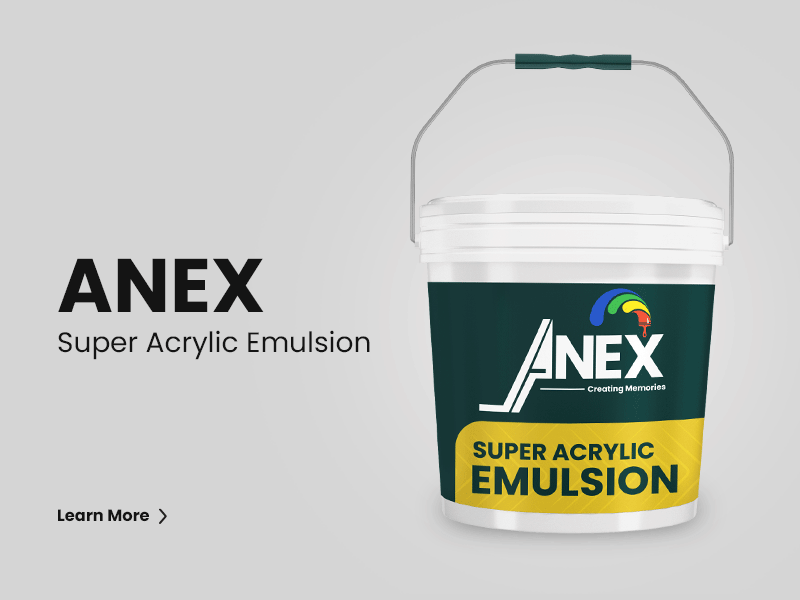 ANEX
Super Acrylic Emulsion
Learn More
ANEX
Creating Memories
SUPER ACRYLIC
EMULSION